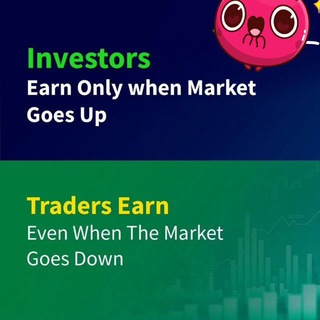 Investors
Earn Only when Market
Goes Up
Traders Earn
Even When The Market
Goes Down